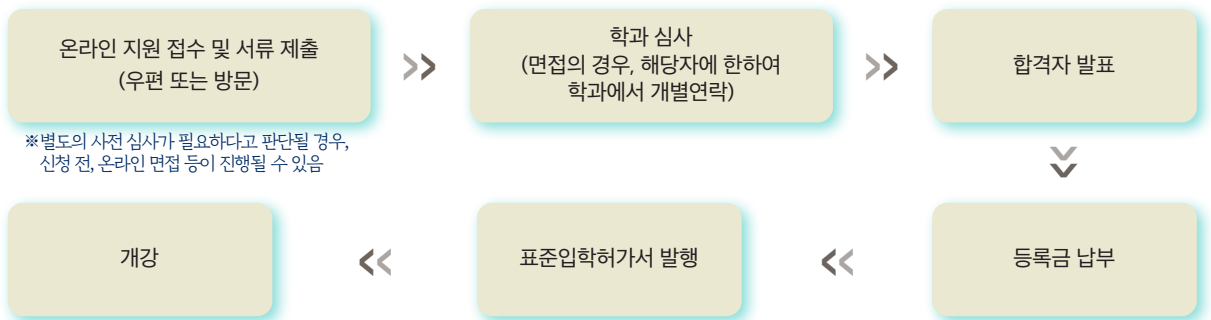 온라인 지원 접수 및 서류 제출
(우편 또는 방문)
학과 심사
(면접의 경우, 해당자에 한하여
학과에서 개별연락)
합격자 발표
※별도의 사전 심사가 필요하다고 판단될 경우,
신청 전, 온라인 면접 등이 진행될 수 있음
등록금 납부
표준입학허가서 발행
개강